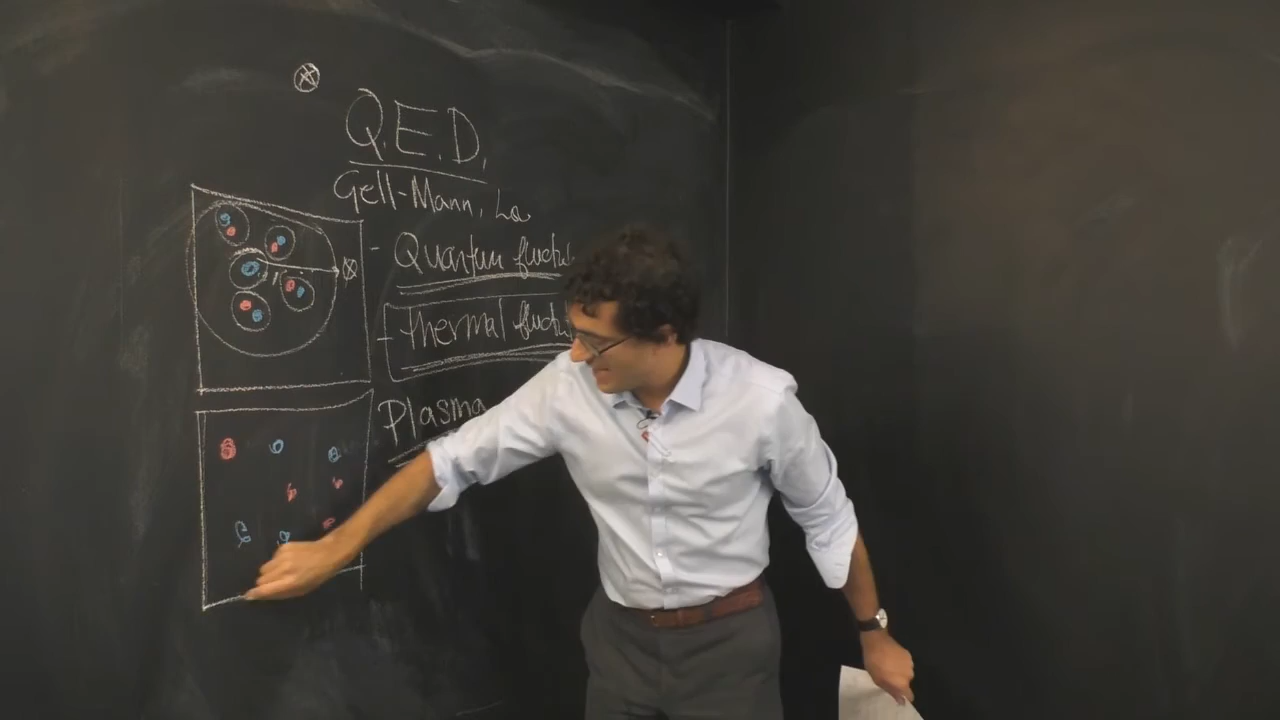 Q.E.D.
Gell-Mann, Lo
- Quantum fluctu
- thermal fluctu
Plasma